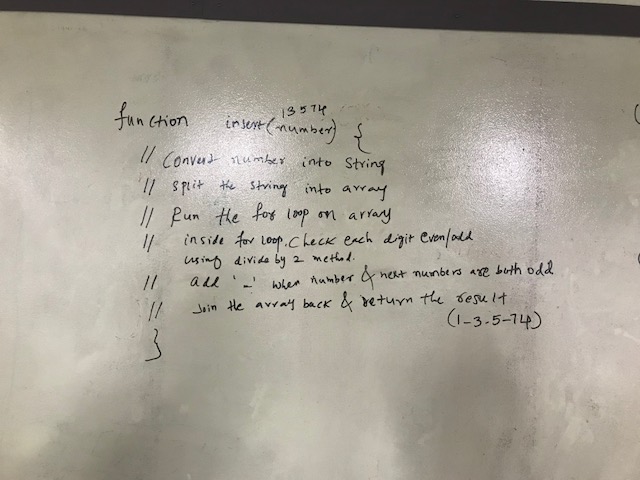 13574
function insert(number) {
// Convert number into String
// split the string into array
// Run the for loop on array
// inside for loop. Check each digit even/odd
using divide by 2 method.
// add '-' when number & next numbers are both odd
// Join the array back & return the result
(1-3-5-74)
}